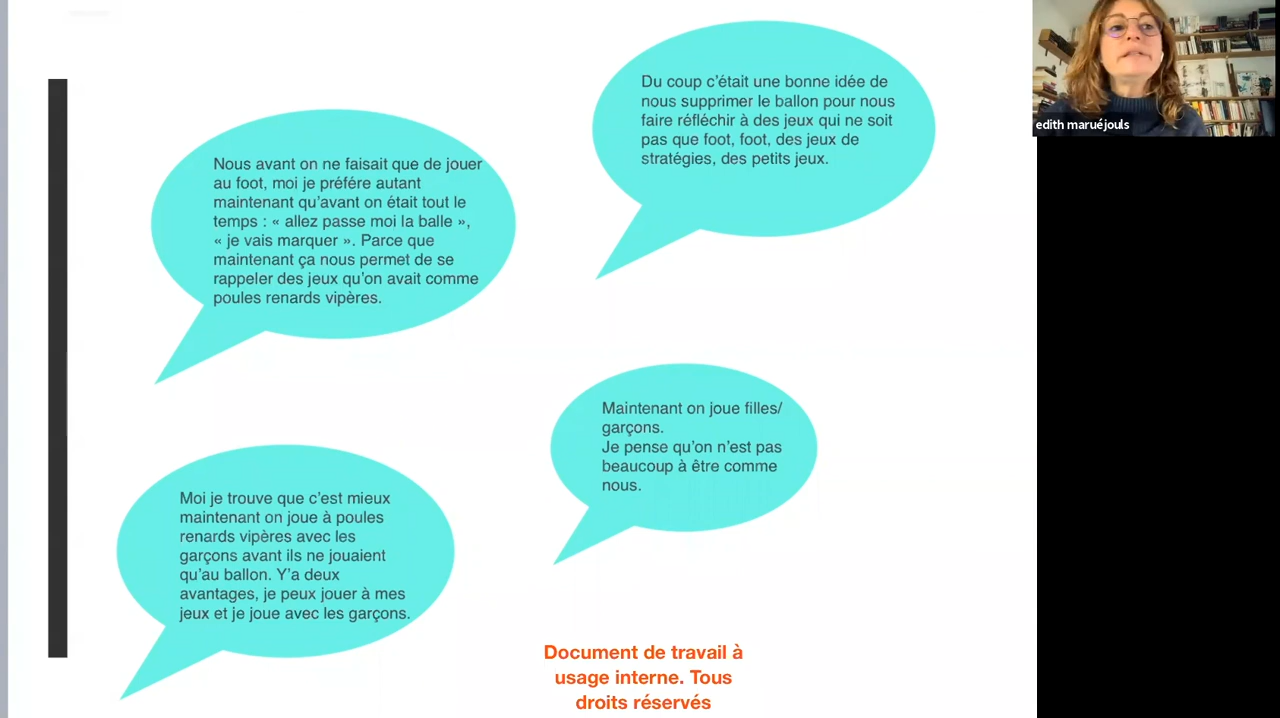 Nous avant on ne faisait que de jouer
au foot, moi je préfére autant
maintenant qu'avant on était tout le
temps : « allez passe moi la balle »,
« je vais marquer ». Parce que
maintenant ça nous permet de se
rappeler des jeux qu'on avait comme
poules renards vipères.
Du coup c'était une bonne idée de
nous supprimer le ballon pour nous
faire réfléchir à des jeux qui ne soit
pas que foot, foot, des jeux de
stratégies, des petits jeux.
Moi je trouve que c'est mieux
maintenant on joue à poules
renards vipères avec les
garçons avant ils ne jouaient
qu'au ballon. Y'a deux
avantages, je peux jouer à mes
jeux et je joue avec les garçons.
Maintenant on joue filles/
garçons.
Je pense qu'on n'est pas
beaucoup à être comme
nous.
Document de travail à
usage interne. Tous
droits réservés
edith maruéjouls